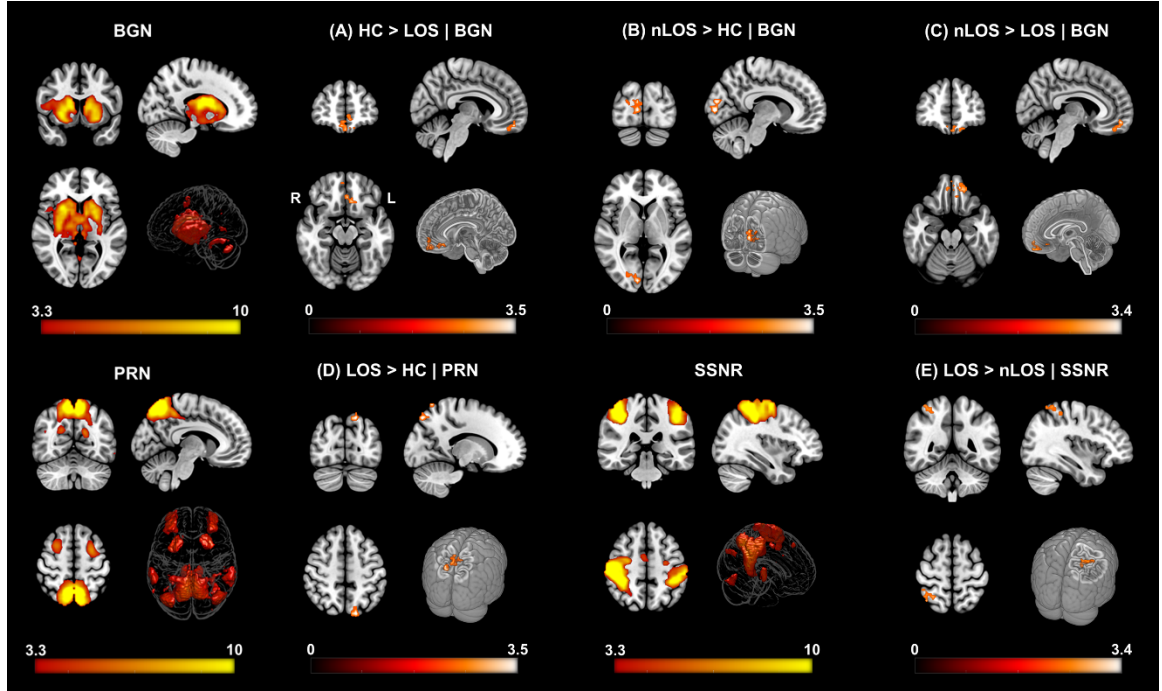 BGN
(A) HC > LOS | BGN
(B) nLOS > HC | BGN
(C) nLOS > LOS | BGN
R
L
3.3
10
0
3.5
0
3.5
0
3.4
PRN
(D) LOS > HC | PRN
SSNR
(E) LOS > nLOS | SSNR
3.3
10
0
3.5
3.3
10
0
3.4